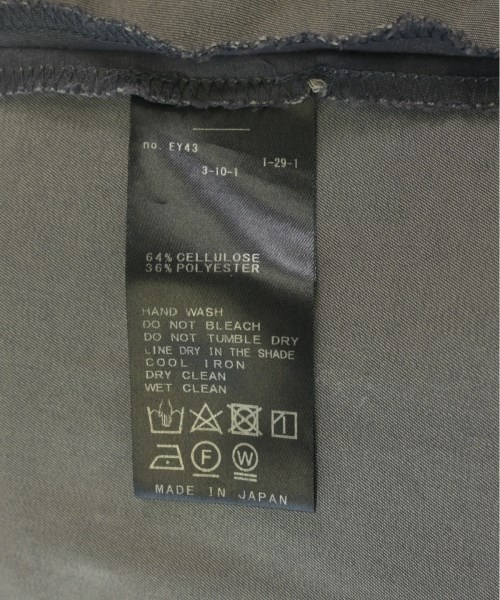 no. EY43
1-29-1
3-10-1
64% CELLULOSE
36% POLYESTER
HAND WASH
DO NOT BLEACH
DO NOT TUMBLE DRY
LINE DRY IN THE SHADE
COOL IRON
DRY CLEAN
WET CLEAN
F W
MADE IN JAPAN